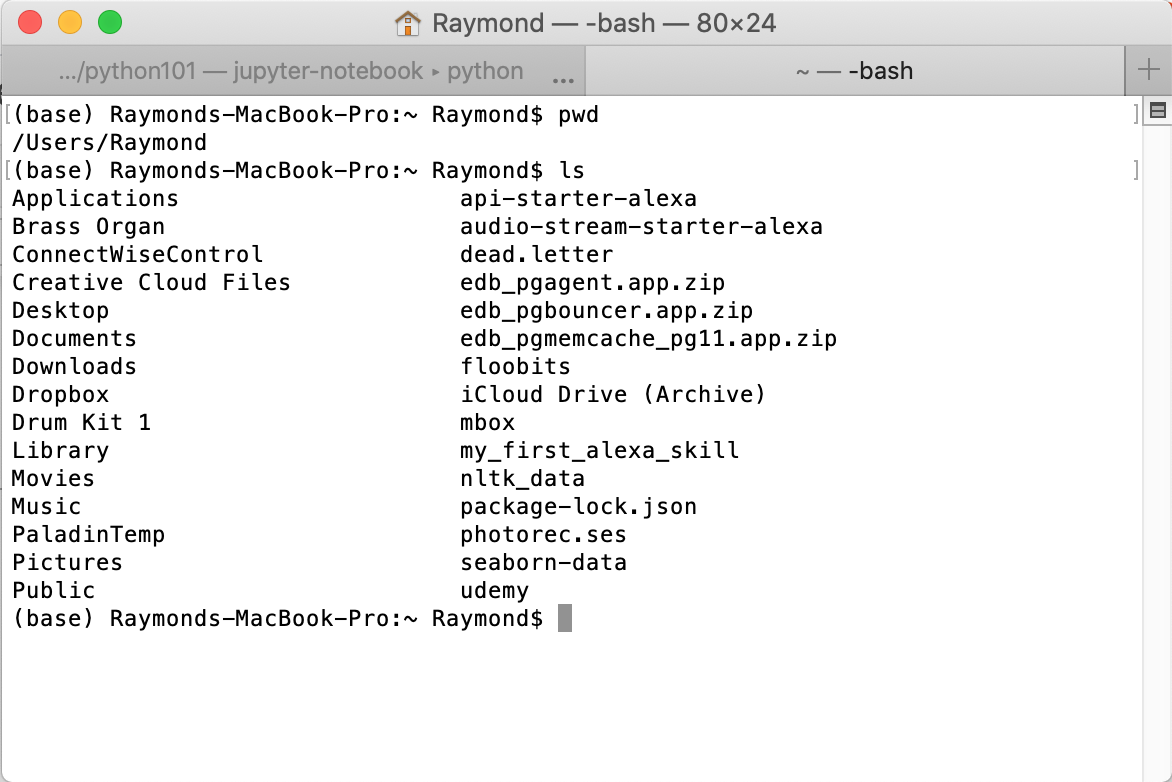 Raymond — -bash — 80×24
.../python101 — jupyter-notebook ▸ python ...
~ — -bash
[(base) Raymonds-MacBook-Pro:~ Raymond$ pwd ]
/Users/Raymond
[(base) Raymonds-MacBook-Pro:~ Raymond$ ls ]
Applications api-starter-alexa
Brass Organ audio-stream-starter-alexa
ConnectWiseControl dead.letter
Creative Cloud Files edb_pgagent.app.zip
Desktop edb_pgbouncer.app.zip
Documents edb_pgmemcache_pg11.app.zip
Downloads floobits
Dropbox iCloud Drive (Archive)
Drum Kit 1 mbox
Library my_first_alexa_skill
Movies nltk_data
Music package-lock.json
PaladinTemp photorec.ses
Pictures seaborn-data
Public udemy
(base) Raymonds-MacBook-Pro:~ Raymond$